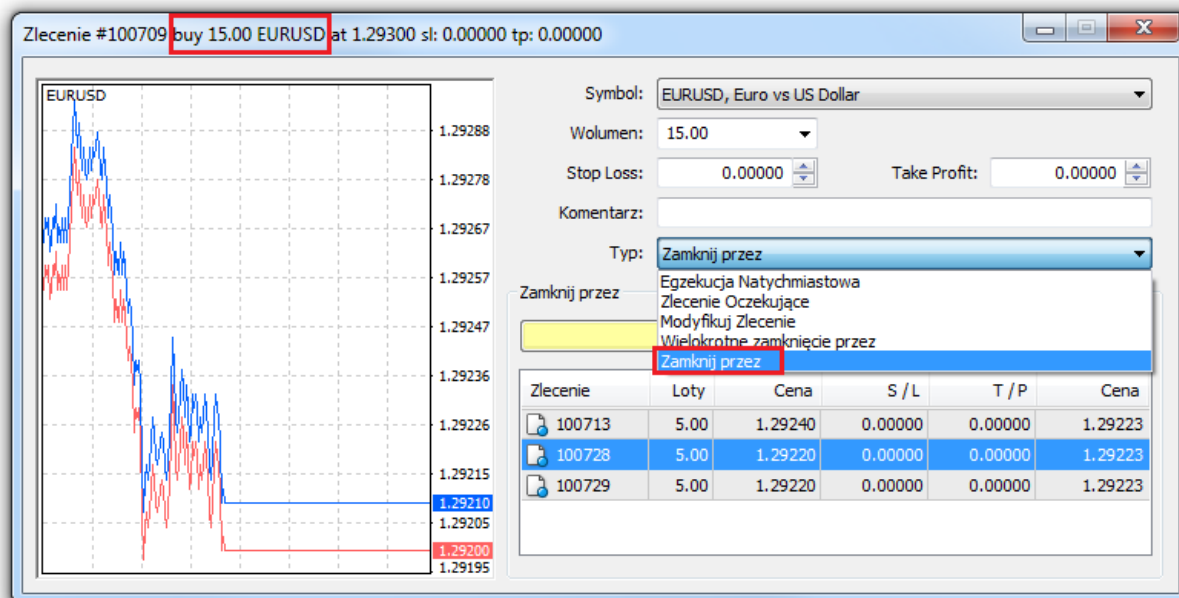 Zlecenie #100709 buy 15.00 EURUSD at 1.29300 sl: 0.00000 tp: 0.00000
EURUSD
1.29288
1.29278
1.29267
1.29257
1.29247
1.29236
1.29226
1.29215
1.29210
1.29205
1.29200
1.29195
Symbol: EURUSD, Euro vs US Dollar
Wolumen: 15.00
Stop Loss: 0.00000 Take Profit: 0.00000
Komentarz:
Typ: Zamknij przez
Egzekucja Natychmiastowa
Zlecenie Oczekujące
Modyfikuj Zlecenie
Wielokrotne zamknięcie przez
Zamknij przez
Zamknij przez
Zlecenie Loty Cena S / L T / P Cena
100713 5.00 1.29240 0.00000 0.00000 1.29223
100728 5.00 1.29220 0.00000 0.00000 1.29223
100729 5.00 1.29220 0.00000 0.00000 1.29223